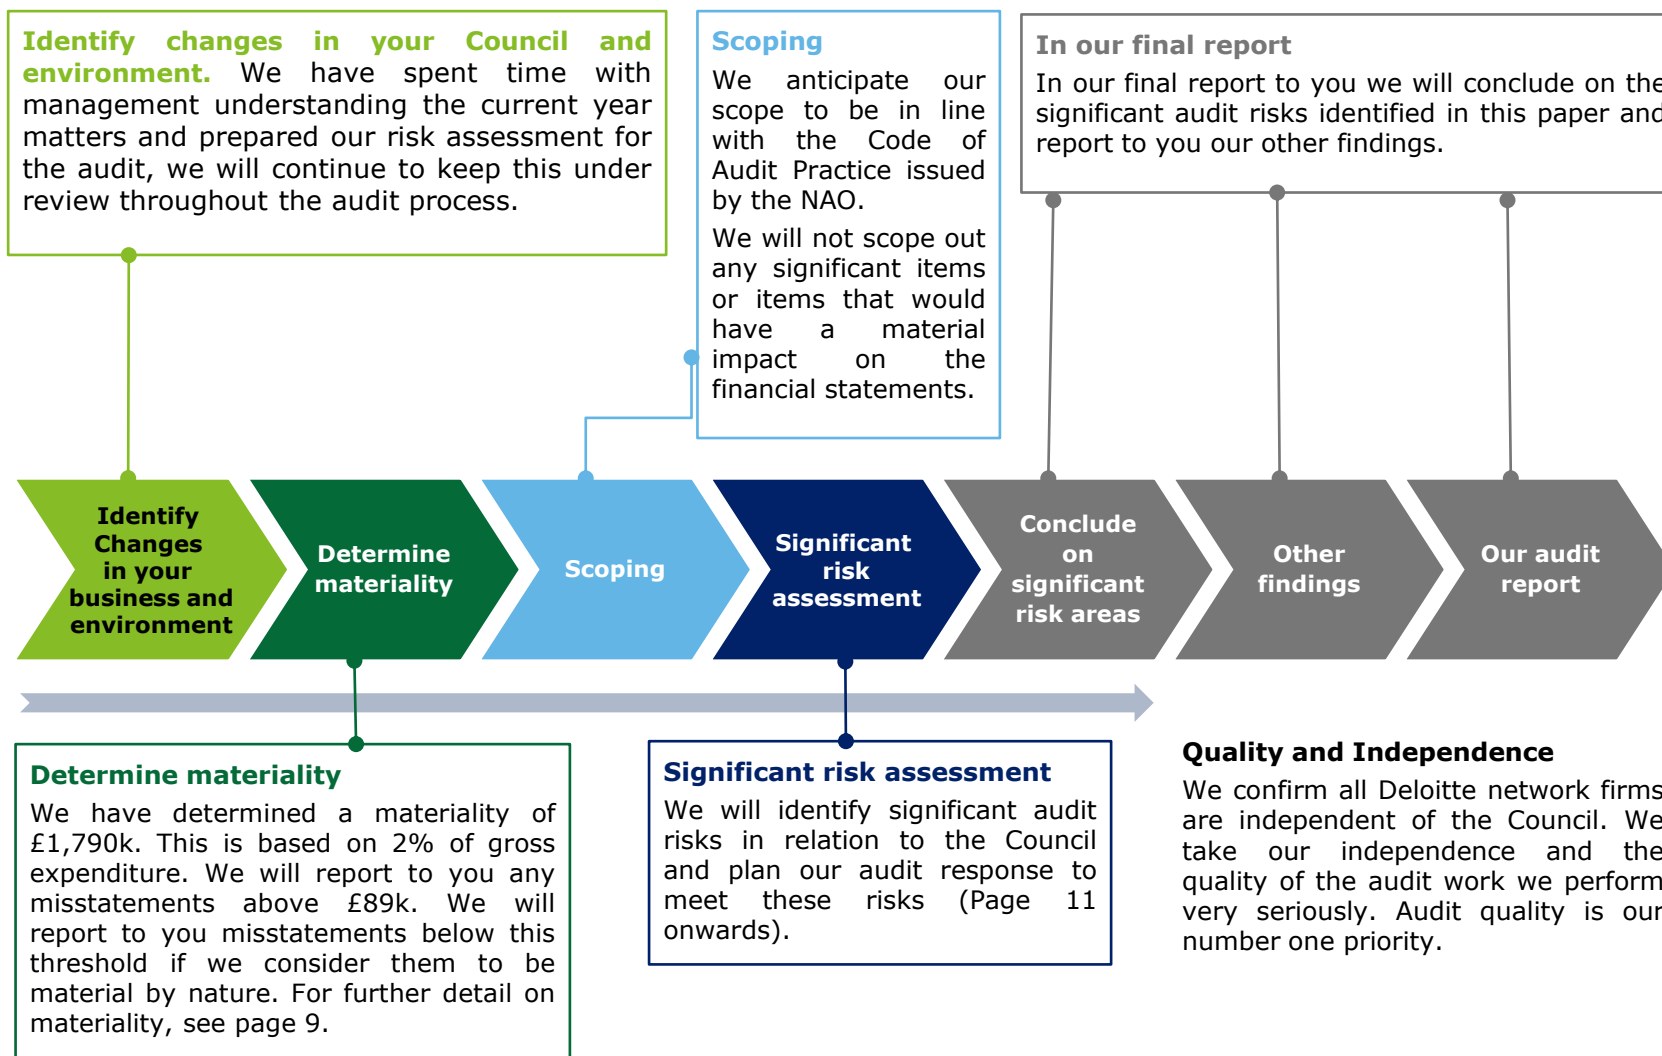 Identify changes in your Council and
environment. We have spent time with
management understanding the current year
matters and prepared our risk assessment for
the audit, we will continue to keep this under
review throughout the audit process.
Scoping
We anticipate our
scope to be in line
with the Code of
Audit Practice issued
by the NAO.
We will not scope out
any significant items
or items that would
have a material
impact on the
financial statements.
In our final report
In our final report to you we will conclude on the
significant audit risks identified in this paper and
report to you our other findings.
Identify
Changes
in your
business and
environment
Determine
materiality
Scoping
Significant
risk
assessment
Conclude
on
significant
risk areas
Other
findings
Our audit
report
Determine materiality
We have determined a materiality of
£1,790k. This is based on 2% of gross
expenditure. We will report to you any
misstatements above £89k. We will
report to you misstatements below this
threshold if we consider them to be
material by nature. For further detail on
materiality, see page 9.
Significant risk assessment
We will identify significant audit
risks in relation to the Council
and plan our audit response to
meet these risks (Page 11
onwards).
Quality and Independence
We confirm all Deloitte network firms
are independent of the Council. We
take our independence and the
quality of the audit work we perform
very seriously. Audit quality is our
number one priority.